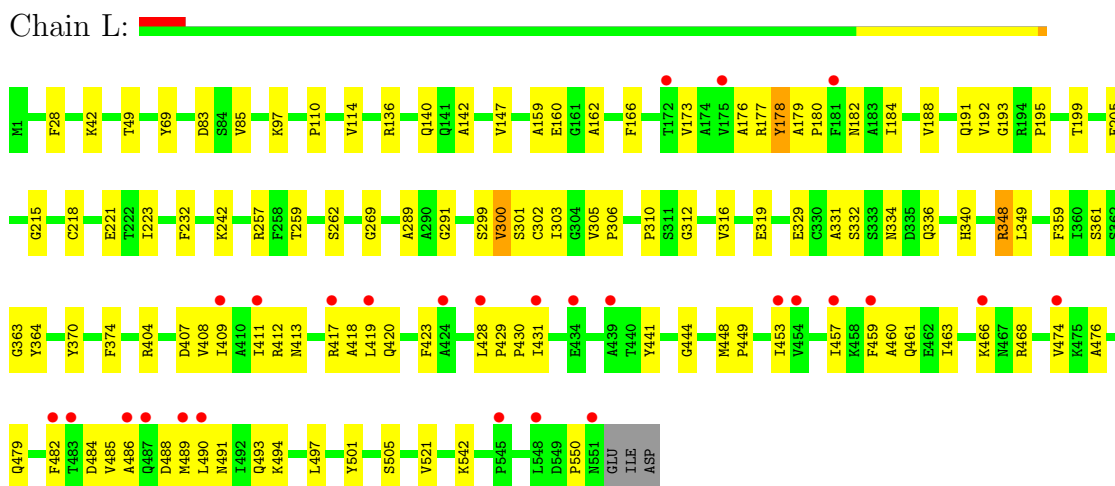 Chain L:
M1 F28 K42 T49 Y69 D83 S84 V85 K97 P110 V114 R136 Q140 Q141 A142 V147 A159 E160 G161 A162 F166 T172 V173 A174 V175 A176 R177 Y178 A179 P180 F181 N182 A183 I184 V188 Q191 V192 G193 R194 P195 T199
G215 C218 E221 T222 I223 F232 K242 R257 F258 T259 S262 G269 A289 A290 G291 S299 V300 S301 C302 I303 G304 V305 P306 P310 S311 G312 V316 E319 E329 C330 A331 S332 S333 N334 D335 Q336 H340 R348 L349 F359 I360 S361
G363 Y364 Y370 F374 R404 D407 V408 I409 A410 I411 R412 N413 R417 A418 L419 Q420 F423 A424 L428 P429 P430 I431 E434 A439 T440 Y441 G444 M448 P449 I453 V454 I457 K458 F459 A460 Q461 E462 I463 K466 N467 R468 V474 K475 A476
Q479 F482 T483 D484 V485 A486 Q487 D488 M489 L490 N491 I492 Q493 K494 L497 Y501 S505 V521 K542 P545 L548 D549 P550 N551 GLU ILE ASP